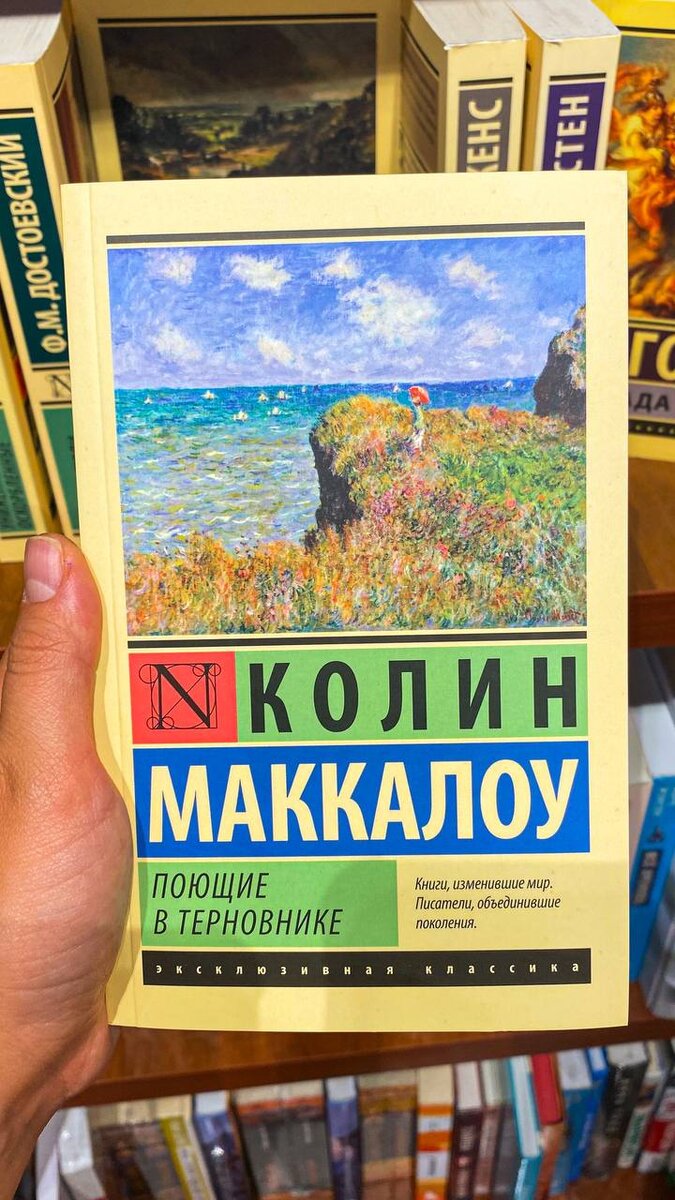 Ф.М. ДОСТОЕВСКИЙ
КЕНС
СТЕН
N КОЛИН
МАККАЛОУ
ПОЮЩИЕ
В ТЕРНОВНИКЕ
Книги, изменившие мир.
Писатели, объединившие
поколения.
эксклюзивная классика